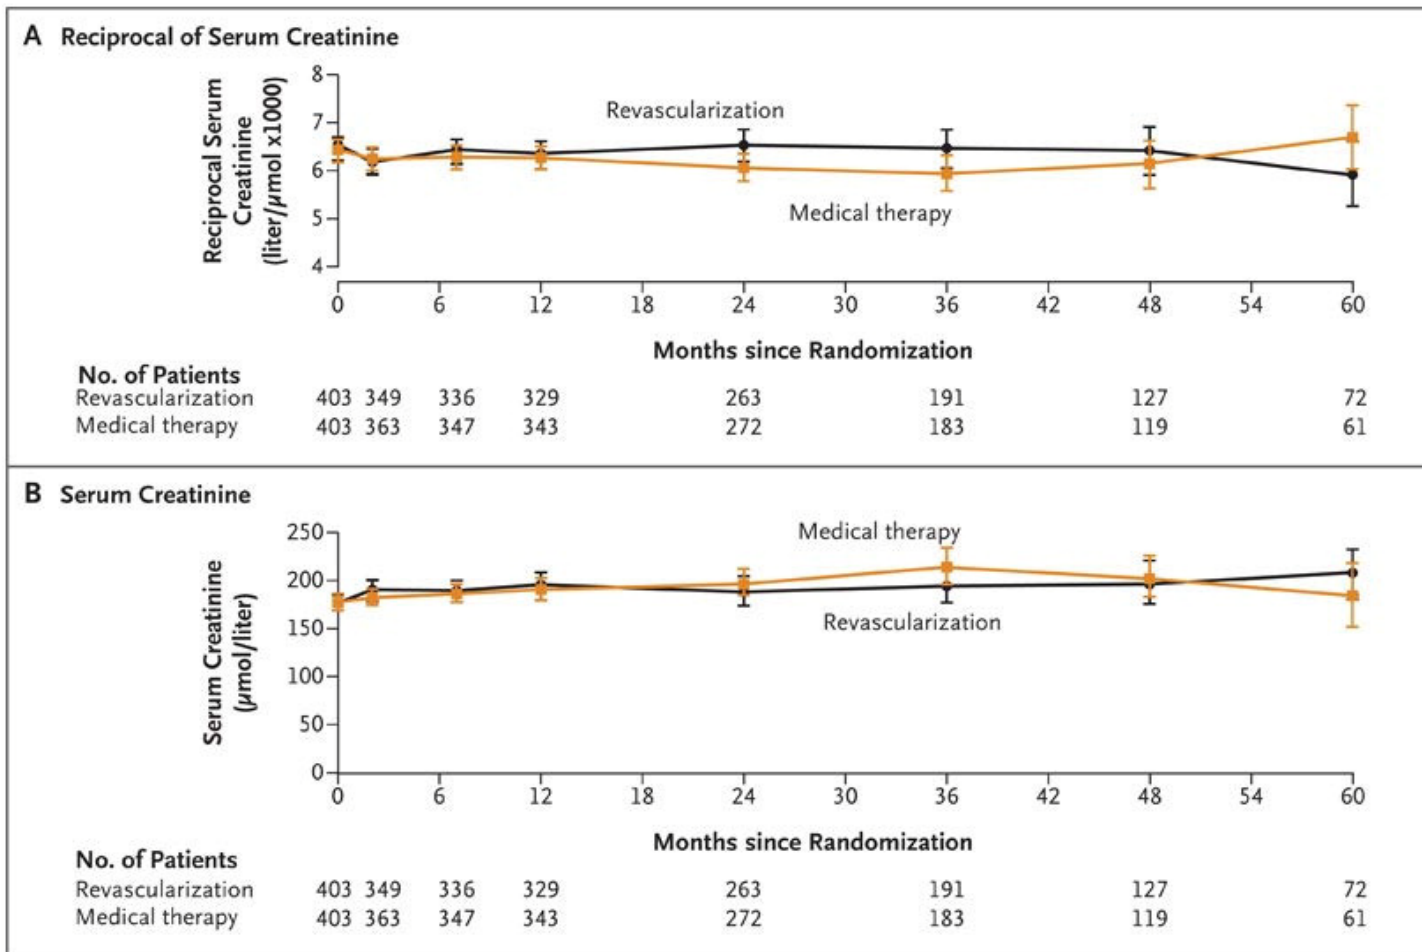 A Reciprocal of Serum Creatinine
Reciprocal Serum
Creatinine
(liter/µmol x1000)
8
7
6
5
4
Revascularization
Medical therapy
0 6 12 18 24 30 36 42 48 54 60
Months since Randomization
No. of Patients
Revascularization 403 349 336 329 263 191 127 72
Medical therapy 403 363 347 343 272 183 119 61
B Serum Creatinine
Serum Creatinine
(µmol/liter)
250
200
150
100
50
0
Medical therapy
Revascularization
0 6 12 18 24 30 36 42 48 54 60
Months since Randomization
No. of Patients
Revascularization 403 349 336 329 263 191 127 72
Medical therapy 403 363 347 343 272 183 119 61